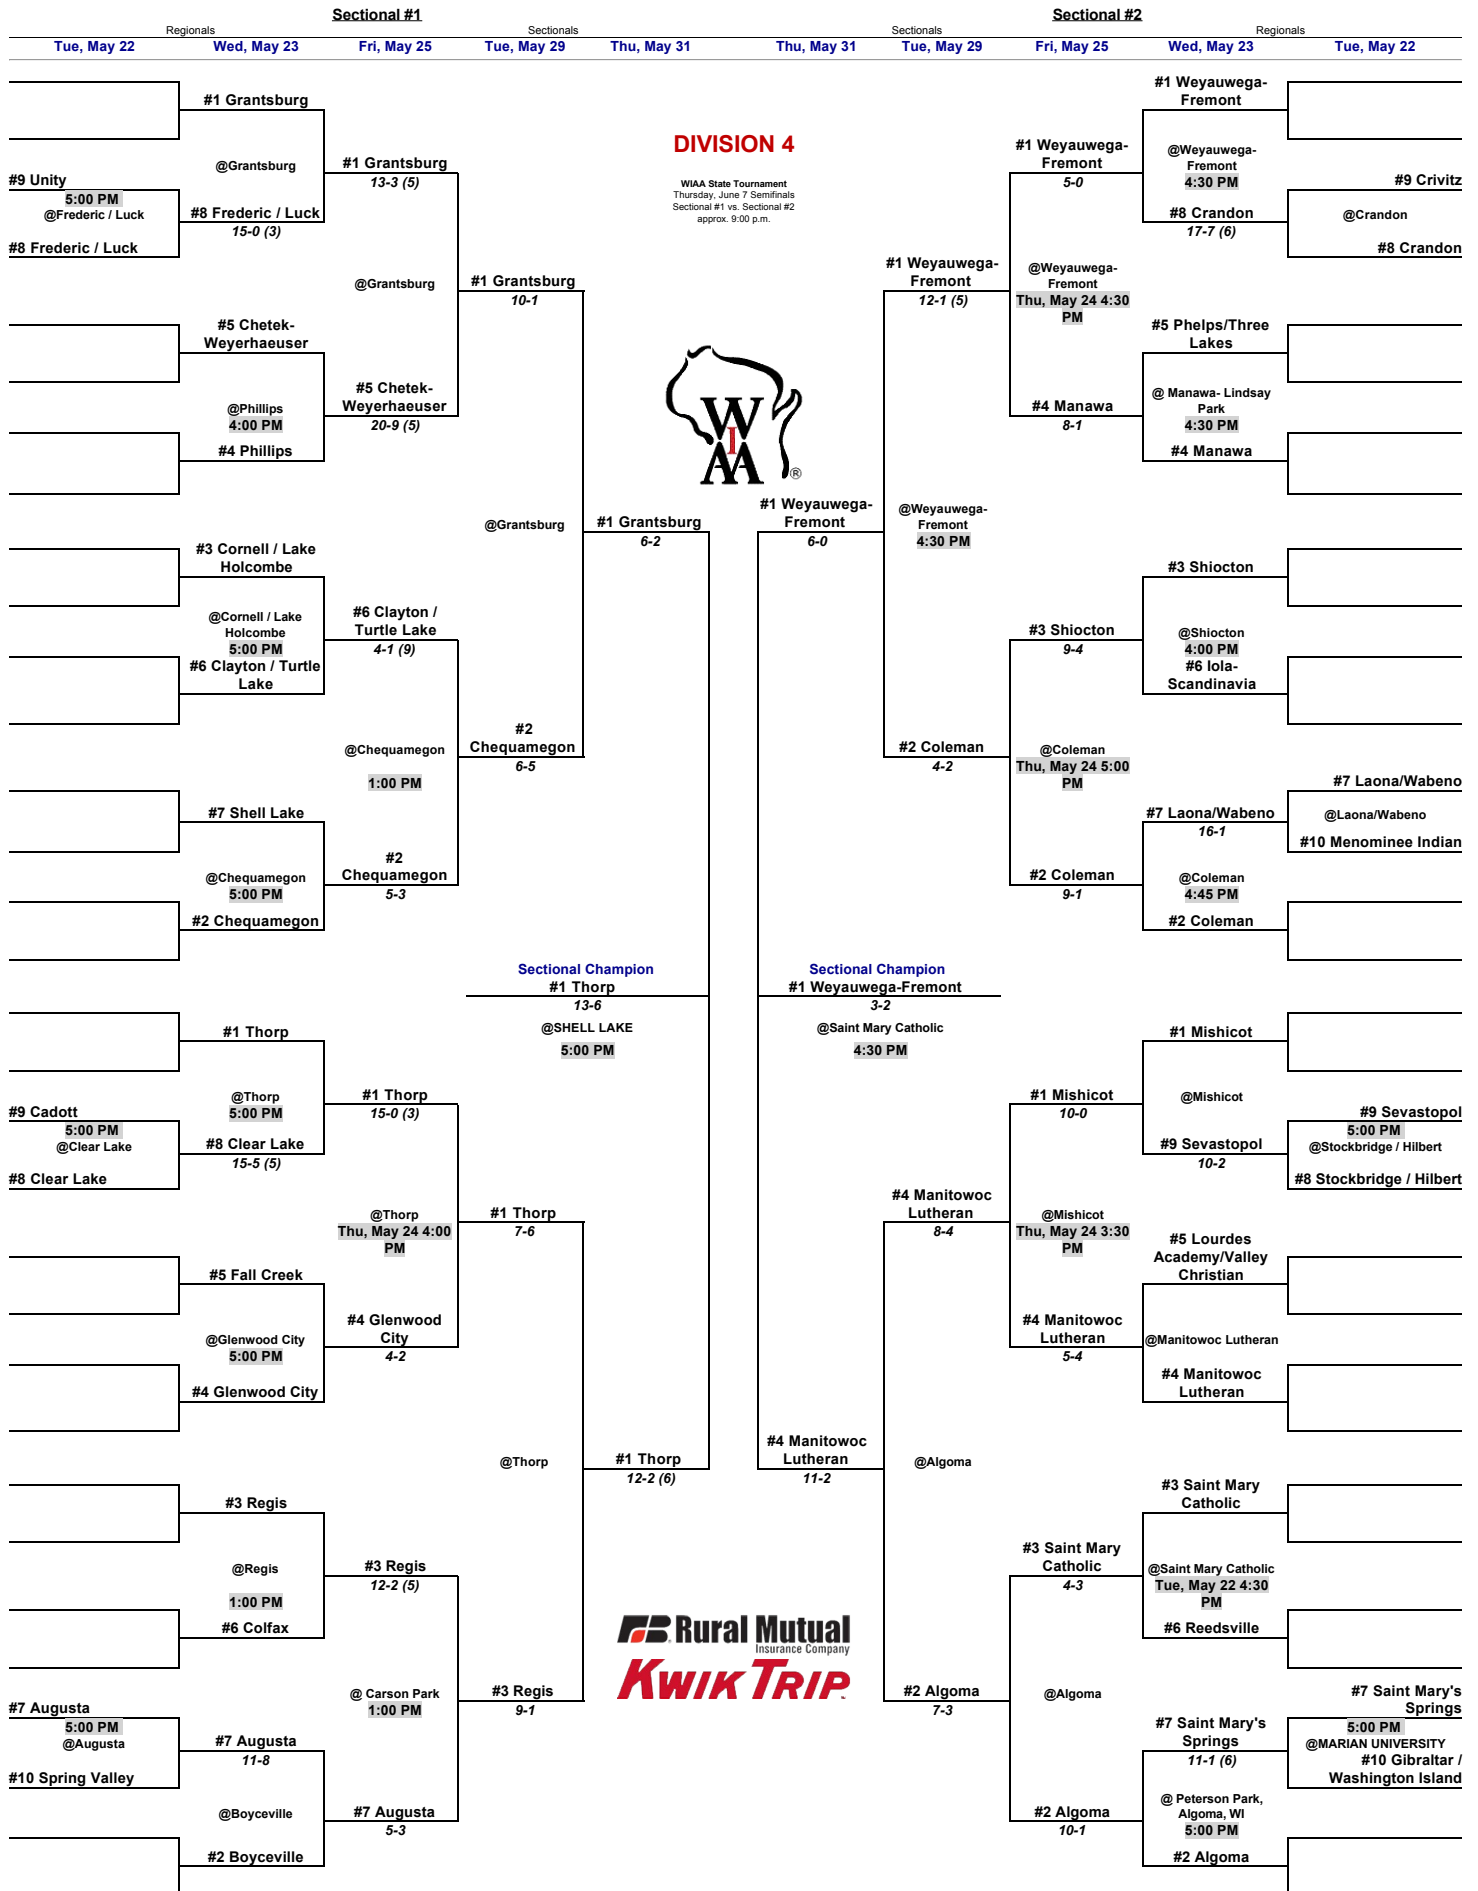 Sectional #1
Sectional #2
Regionals
Sectionals
Sectionals
Regionals
Tue, May 22
Wed, May 23
Fri, May 25
Tue, May 29
Thu, May 31
Thu, May 31
Tue, May 29
Fri, May 25
Wed, May 23
Tue, May 22
DIVISION 4
WIAA State Tournament
Thursday, June 7 Semifinals
Sectional #1 vs. Sectional #2
approx. 9:00 p.m.
#1 Grantsburg
@Grantsburg
#9 Unity
5:00 PM
@Frederic / Luck
#8 Frederic / Luck
#8 Frederic / Luck
15-0 (3)
#1 Grantsburg
13-3 (5)
@Grantsburg
#5 Chetek-
Weyerhaeuser
@Phillips
4:00 PM
#4 Phillips
#5 Chetek-
Weyerhaeuser
20-9 (5)
#1 Grantsburg
10-1
@Grantsburg
#1 Grantsburg
6-2
#3 Cornell / Lake
Holcombe
@Cornell / Lake
Holcombe
5:00 PM
#6 Clayton / Turtle
Lake
#6 Clayton /
Turtle Lake
4-1 (9)
@Chequamegon
1:00 PM
#2
Chequamegon
6-5
#7 Shell Lake
@Chequamegon
5:00 PM
#2 Chequamegon
#2
Chequamegon
5-3
Sectional Champion
#1 Thorp
13-6
@SHELL LAKE
5:00 PM
#1 Thorp
@Thorp
5:00 PM
#9 Cadott
5:00 PM
@Clear Lake
#8 Clear Lake
#8 Clear Lake
15-5 (5)
#1 Thorp
15-0 (3)
@Thorp
Thu, May 24 4:00
PM
#1 Thorp
7-6
#5 Fall Creek
@Glenwood City
5:00 PM
#4 Glenwood City
#4 Glenwood
City
4-2
@Thorp
#1 Thorp
12-2 (6)
#3 Regis
@Regis
1:00 PM
#6 Colfax
#3 Regis
12-2 (5)
@ Carson Park
1:00 PM
#3 Regis
9-1
#7 Augusta
5:00 PM
@Augusta
#10 Spring Valley
#7 Augusta
11-8
@Boyceville
#2 Boyceville
#7 Augusta
5-3
W
I
AA
®
Rural Mutual
Insurance Company
KWIK TRIP
#1 Weyauwega-
Fremont
@Weyauwega-
Fremont
4:30 PM
#9 Crivitz
@Crandon
#8 Crandon
#8 Crandon
17-7 (6)
#1 Weyauwega-
Fremont
5-0
@Weyauwega-
Fremont
Thu, May 24 4:30
PM
#1 Weyauwega-
Fremont
12-1 (5)
#5 Phelps/Three
Lakes
@ Manawa- Lindsay
Park
4:30 PM
#4 Manawa
#4 Manawa
8-1
@Weyauwega-
Fremont
4:30 PM
#1 Weyauwega-
Fremont
6-0
#3 Shiocton
@Shiocton
4:00 PM
#6 Iola-
Scandinavia
#3 Shiocton
9-4
@Coleman
Thu, May 24 5:00
PM
#2 Coleman
4-2
#7 Laona/Wabeno
@Laona/Wabeno
#10 Menominee Indian
#7 Laona/Wabeno
16-1
@Coleman
4:45 PM
#2 Coleman
#2 Coleman
9-1
Sectional Champion
#1 Weyauwega-Fremont
3-2
@Saint Mary Catholic
4:30 PM
#1 Mishicot
@Mishicot
#9 Sevastopol
5:00 PM
@Stockbridge / Hilbert
#8 Stockbridge / Hilbert
#9 Sevastopol
10-2
#1 Mishicot
10-0
@Mishicot
Thu, May 24 3:30
PM
#4 Manitowoc
Lutheran
8-4
#5 Lourdes
Academy/Valley
Christian
@Manitowoc Lutheran
#4 Manitowoc
Lutheran
#4 Manitowoc
Lutheran
5-4
@Algoma
#4 Manitowoc
Lutheran
11-2
#3 Saint Mary
Catholic
@Saint Mary Catholic
Tue, May 22 4:30
PM
#6 Reedsville
#3 Saint Mary
Catholic
4-3
@Algoma
#2 Algoma
7-3
#7 Saint Mary's
Springs
5:00 PM
@MARIAN UNIVERSITY
#10 Gibraltar /
Washington Island
#7 Saint Mary's
Springs
11-1 (6)
@ Peterson Park,
Algoma, WI
5:00 PM
#2 Algoma
#2 Algoma
10-1